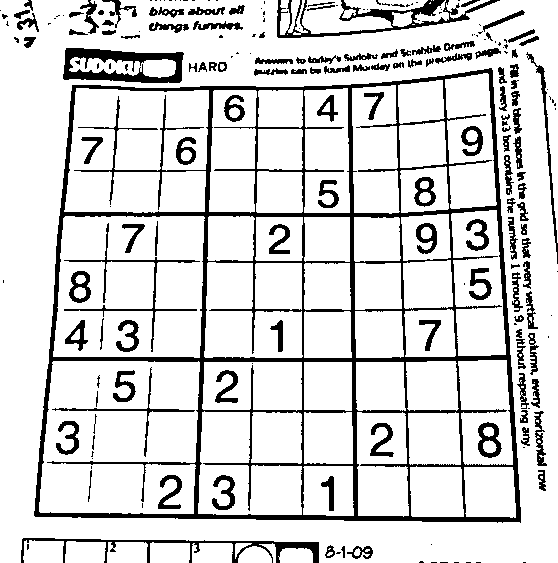 blogs about all
things funnies.
SUDOKU
HARD
Answers to today's Sudoku and Scrabble Grams
puzzles can be found Monday on the preceding page.
Fill in the blank spaces in the grid so that every vertical column, every horizontal row
and every 3x3 box contains the numbers 1 through 9, without repeating any.
6 4 7
7 6 9
5 8
7 2 9 3
8 5
4 3 1 7
5 2
3 2 8
2 3 1
1 2 3
8-1-09